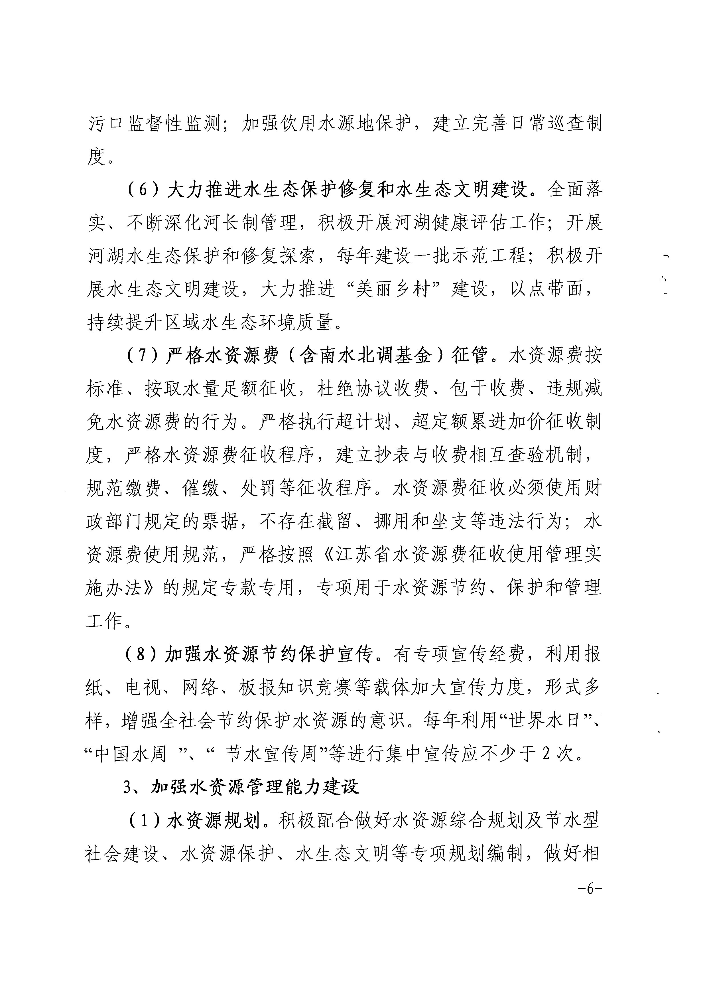 污口监督性监测；加强饮用水源地保护，建立完善日常巡查制
度。
（6）大力推进水生态保护修复和水生态文明建设。全面落
实、不断深化河长制管理，积极开展河湖健康评估工作；开展
河湖水生态保护和修复探索，每年建设一批示范工程；积极开
展水生态文明建设，大力推进“美丽乡村”建设，以点带面，
持续提升区域水生态环境质量。
（7）严格水资源费（含南水北调基金）征管。水资源费按
标准、按取水量足额征收，杜绝协议收费、包干收费、违规减
免水资源费的行为。严格执行超计划、超定额累进加价征收制
度，严格水资源费征收程序，建立抄表与收费相互查验机制，
规范缴费、催缴、处罚等征收程序。水资源费征收必须使用财
政部门规定的票据，不存在截留、挪用和坐支等违法行为；水
资源费使用规范，严格按照《江苏省水资源费征收使用管理实
施办法》的规定专款专用，专项用于水资源节约、保护和管理
工作。
（8）加强水资源节约保护宣传。有专项宣传经费，利用报
纸、电视、网络、板报知识竞赛等载体加大宣传力度，形式多
样，增强全社会节约保护水资源的意识。每年利用“世界水日”、
“中国水周 ”、“ 节水宣传周”等进行集中宣传应不少于 2 次。
3、加强水资源管理能力建设
（1）水资源规划。积极配合做好水资源综合规划及节水型
社会建设、水资源保护、水生态文明等专项规划编制，做好相
-6-